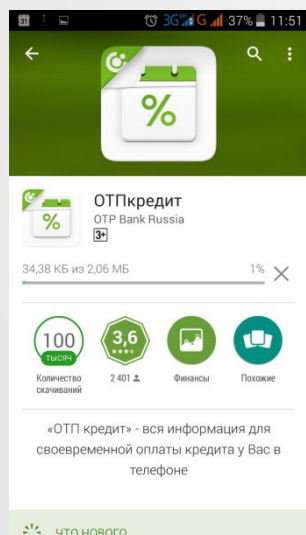 31 3G G 37% 11:51
%
% ОТПкредит
OTP Bank Russia
3+
34,38 КБ из 2,06 МБ 1%
100 3,6
ТЫСЯЧ
Количество скачиваний 2 401 Финансы Похожие
«ОТП кредит» - вся информация для
своевременной оплаты кредита у Вас в
телефоне
ЧТО НОВОГО